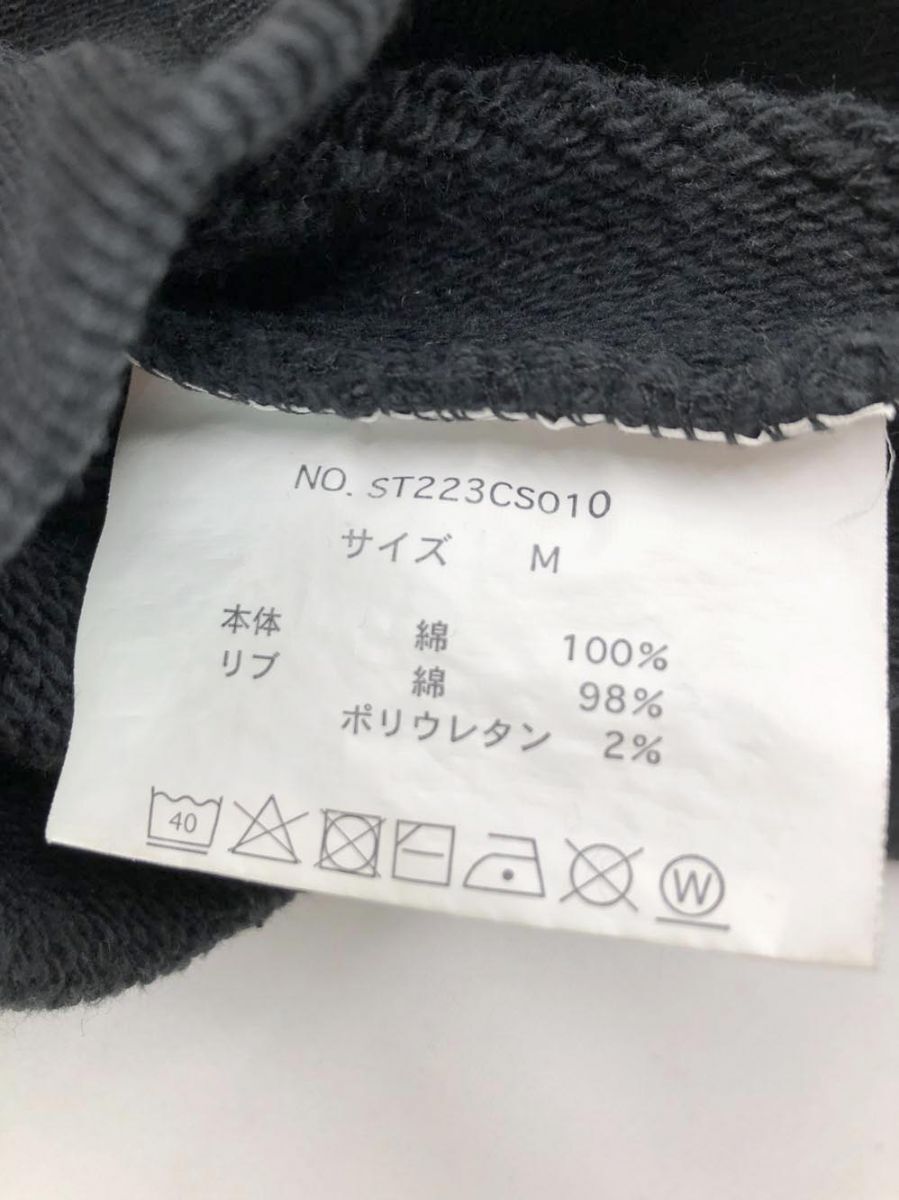 NO. ST223CS010
サイズ M
本体 綿 100%
リブ 綿 98%
ポリウレタン 2%
40 W